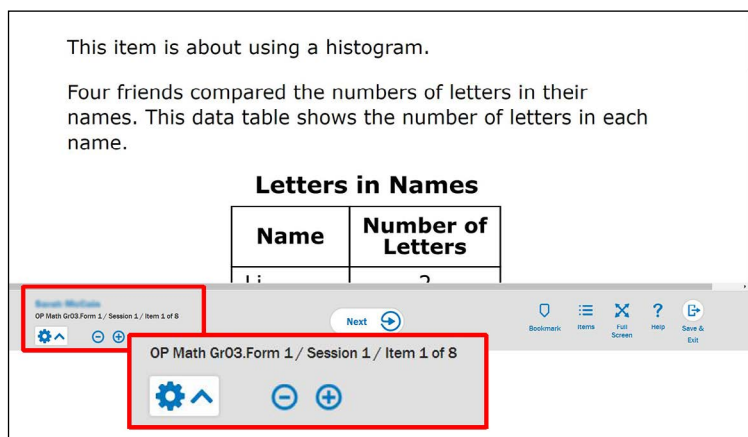 This item is about using a histogram.
Four friends compared the numbers of letters in their
names. This data table shows the number of letters in each
name.
Letters in Names
Name
Number of
Letters
OP Math Gr03.Form 1 / Session 1 / Item 1 of 8
Next
Bookmark
Items
Full
Screen
Help
Save &
Exit
OP Math Gr03.Form 1 / Session 1 / Item 1 of 8